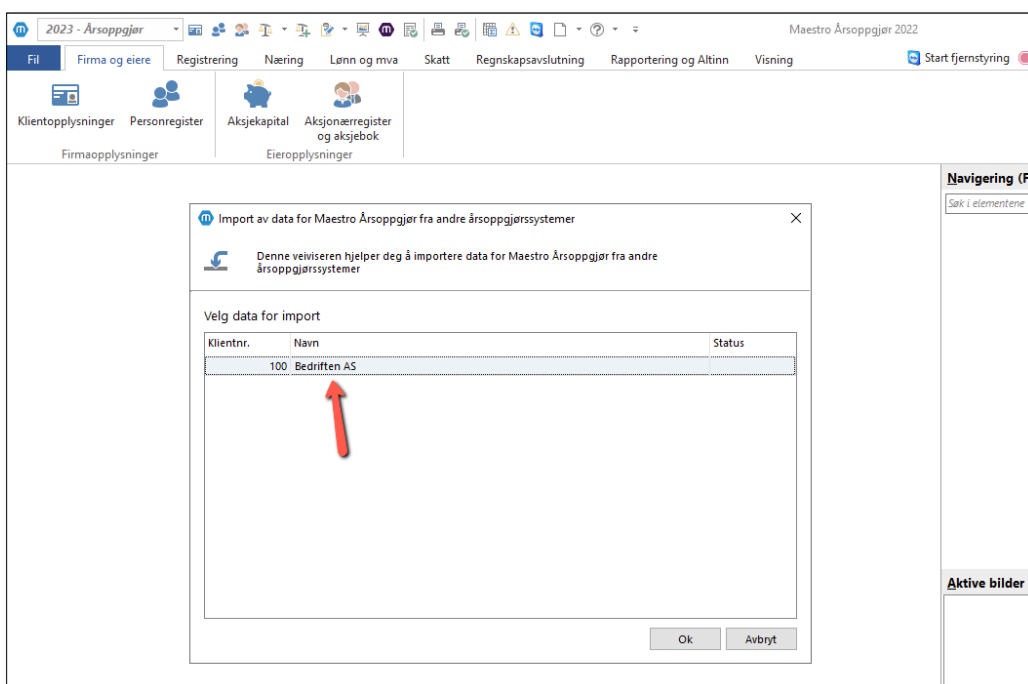 2023 - Årsoppgjør
Maestro Årsoppgjør 2022
Fil Firma og eiere Registrering Næring Lønn og mva Skatt Regnskapsavslutning Rapportering og Altinn Visning Start fjernstyring
Klientopplysninger Personregister Aksjekapital Aksjonærregister
og aksjebok
Firmaopplysninger Eieropplysninger
Navigering (F
Søk i elementene
Import av data for Maestro Årsoppgjør fra andre årsoppgjørssystemer
Denne veiviseren hjelper deg å importere data for Maestro Årsoppgjør fra andre
årsoppgjørssystemer
Velg data for import
Klientnr. Navn Status
100 Bedriften AS
Aktive bilder
Ok Avbryt